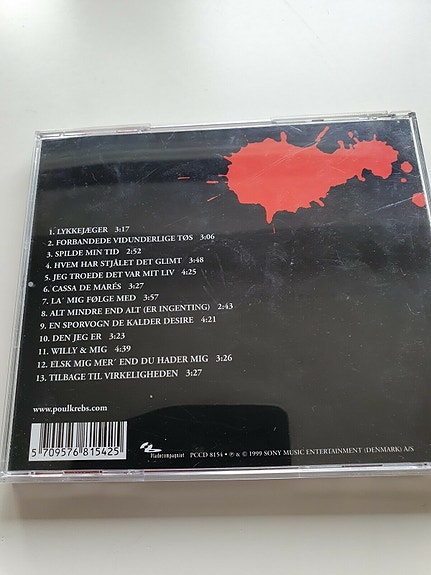 1. LYKKEJÆGER 3:17
2. FORBANDEDE VIDUNDERLIGE TØS 3:06
3. SPILDE MIN TID 2:52
4. HVEM HAR STJÅLET DET GLIMT 3:48
5. JEG TROEDE DET VAR MIT LIV 4:25
6. CASSA DE MARÉS 3:27
7. LA´ MIG FØLGE MED 3:57
8. ALT MINDRE END ALT (ER INGENTING) 2:43
9. EN SPORVOGN DE KALDER DESIRE 4:21
10. DEN JEG ER 3:23
11. WILLY & MIG 4:39
12. ELSK MIG MER´ END DU HADER MIG 3:26
13. TILBAGE TIL VIRKELIGHEDEN 3:27
www.poulkrebs.com
5 709576 815425
Pladecompagniet PCCD 8154 • ℗ & © 1999 SONY MUSIC ENTERTAINMENT (DENMARK) A/S